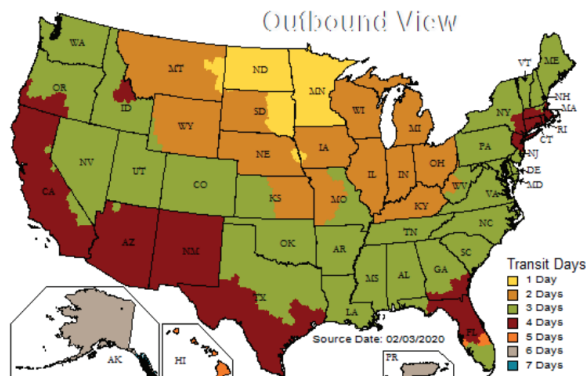 Outbound View
WA
MT
ND
MN
OR
ID
WY
SD
WI
MI
NY
VT
ME
NH
MA
RI
CT
NJ
DE
MD
PA
NV
UT
CO
NE
IA
IL
IN
OH
WV
VA
CA
KS
MO
KY
NC
TN
AZ
NM
OK
AR
SC
MS
AL
GA
TX
LA
FL
AK
HI
PR
Transit Days
1 Day
2 Days
3 Days
4 Days
5 Days
6 Days
7 Days
Source Date: 02/03/2020